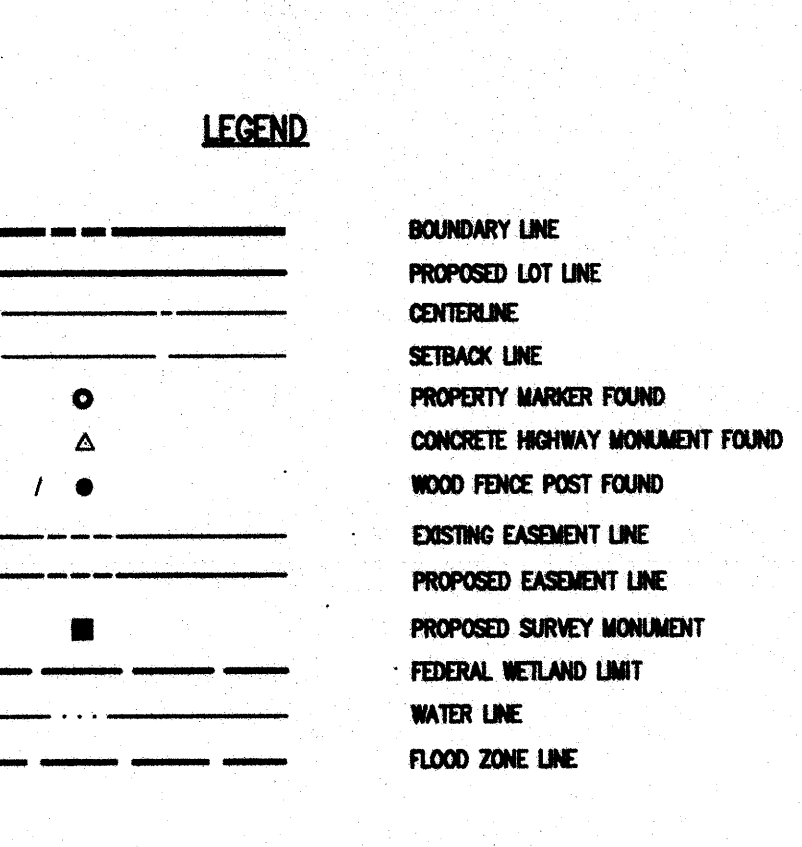 LEGEND
BOUNDARY LINE
PROPOSED LOT LINE
CENTERLINE
SETBACK LINE
PROPERTY MARKER FOUND
CONCRETE HIGHWAY MONUMENT FOUND
WOOD FENCE POST FOUND
EXISTING EASEMENT LINE
PROPOSED EASEMENT LINE
PROPOSED SURVEY MONUMENT
FEDERAL WETLAND LIMIT
WATER LINE
FLOOD ZONE LINE